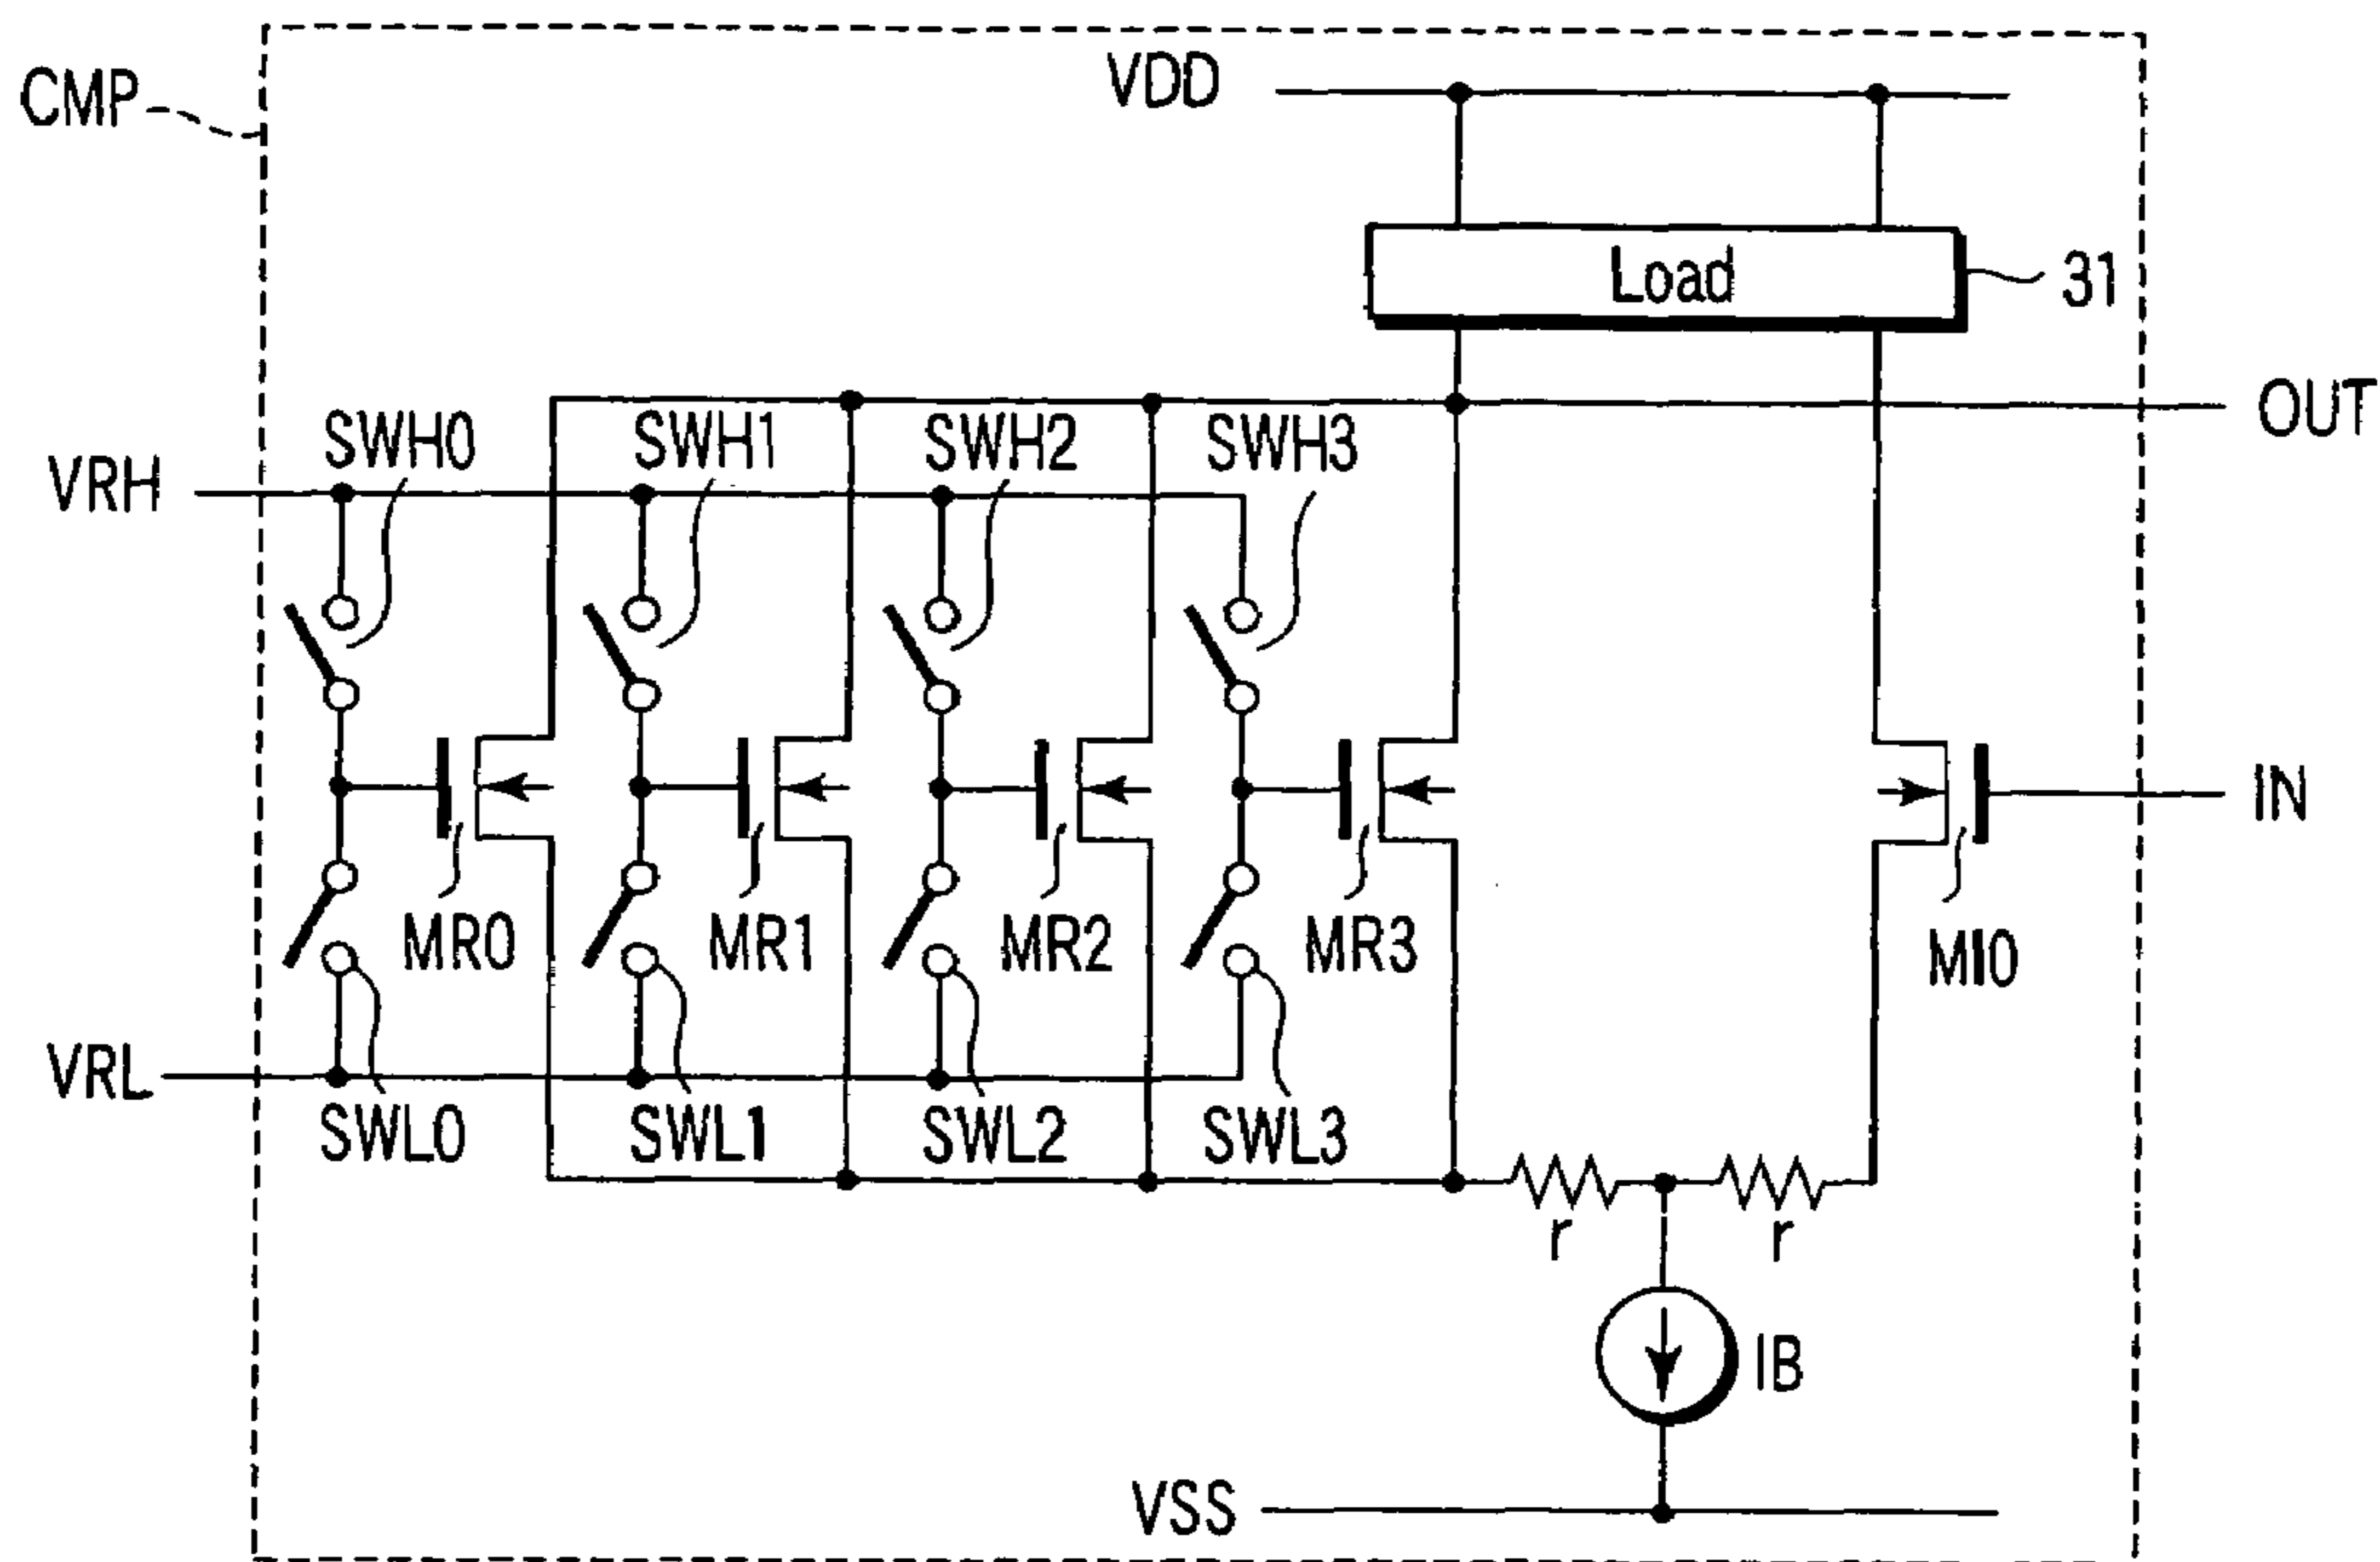 CMP
VDD
Load
31
OUT
SWH0
SWH1
SWH2
SWH3
VRH
IN
MR0
MR1
MR2
MR3
MI0
VRL
SWL0
SWL1
SWL2
SWL3
r
r
IB
VSS